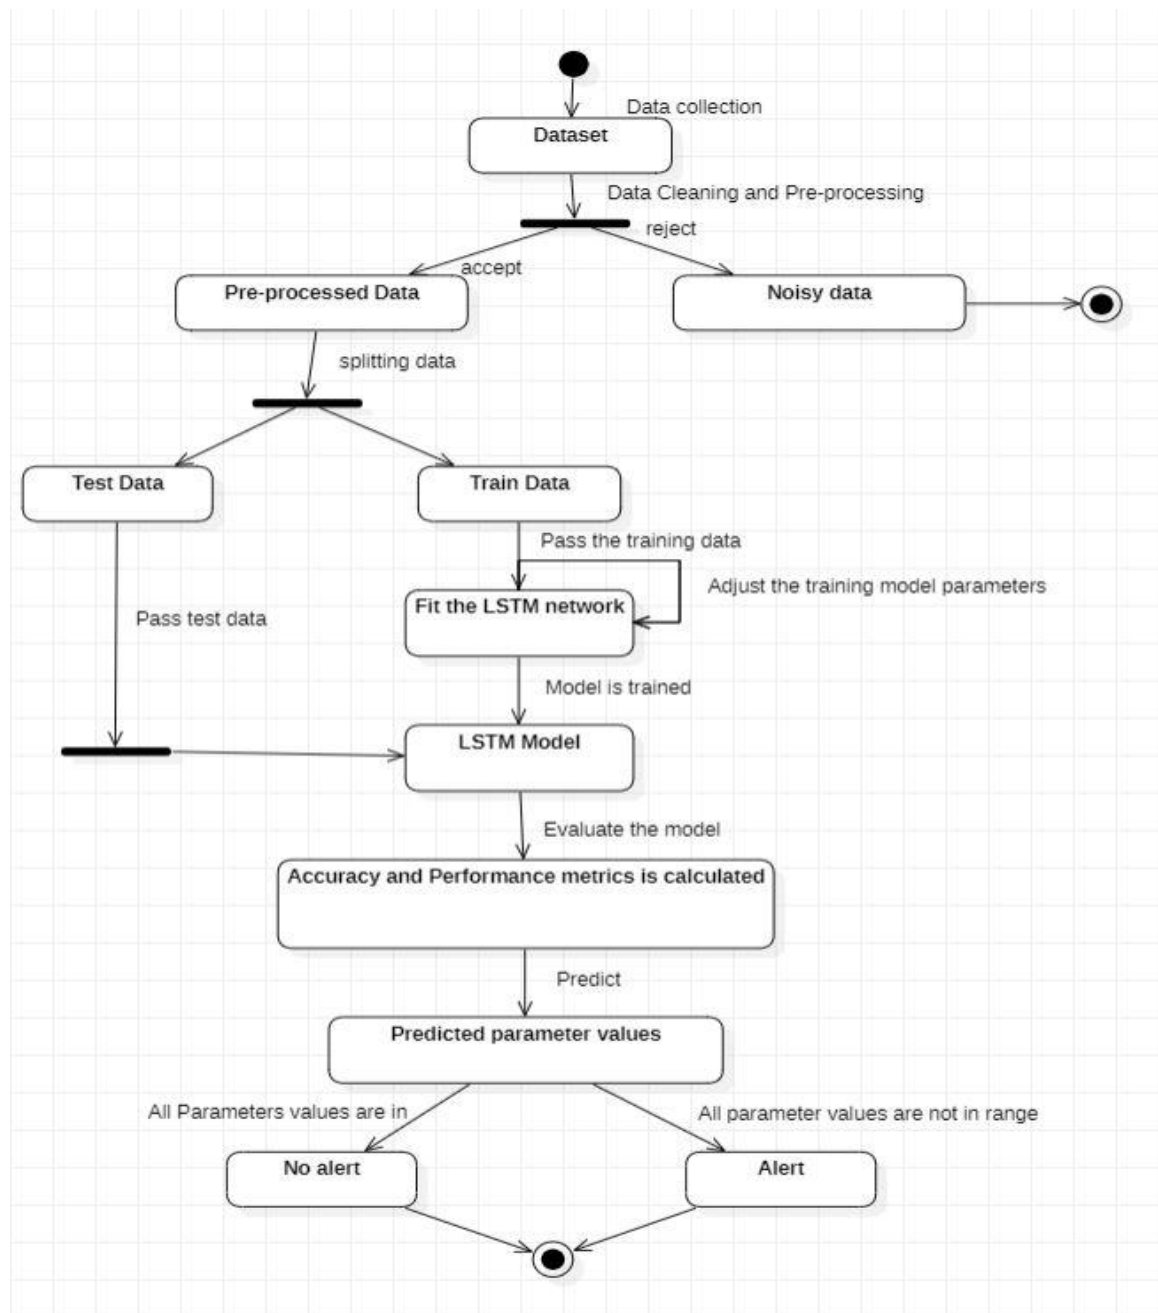 Data collection
Dataset
Data Cleaning and Pre-processing
reject
accept
Pre-processed Data
Noisy data
splitting data
Test Data
Train Data
Pass the training data
Adjust the training model parameters
Fit the LSTM network
Pass test data
Model is trained
LSTM Model
Evaluate the model
Accuracy and Performance metrics is calculated
Predict
Predicted parameter values
All Parameters values are in
All parameter values are not in range
No alert
Alert